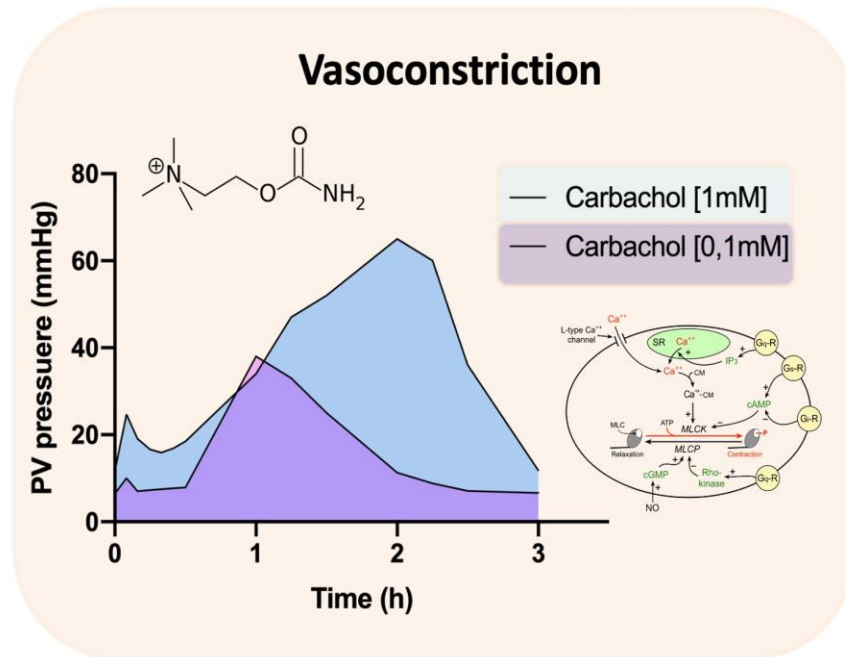 Vasoconstriction
⊕
N
O
O
NH2
80
60
40
20
0
PV pressuere (mmHg)
0 1 2 3
Time (h)
Carbachol [1mM]
Carbachol [0,1mM]
Ca++
L-type Ca++
channel
SR Ca++
+
IP3
+
Gq-R
Ca++
CM
Gs-R
Ca++-CM
+
cAMP
+
-
Gi-R
-
MLC
ATP
MLCK
P
Relaxation
MLCP
Contraction
+
-
cGMP
Rho-
kinase
+
Gq-R
+
NO